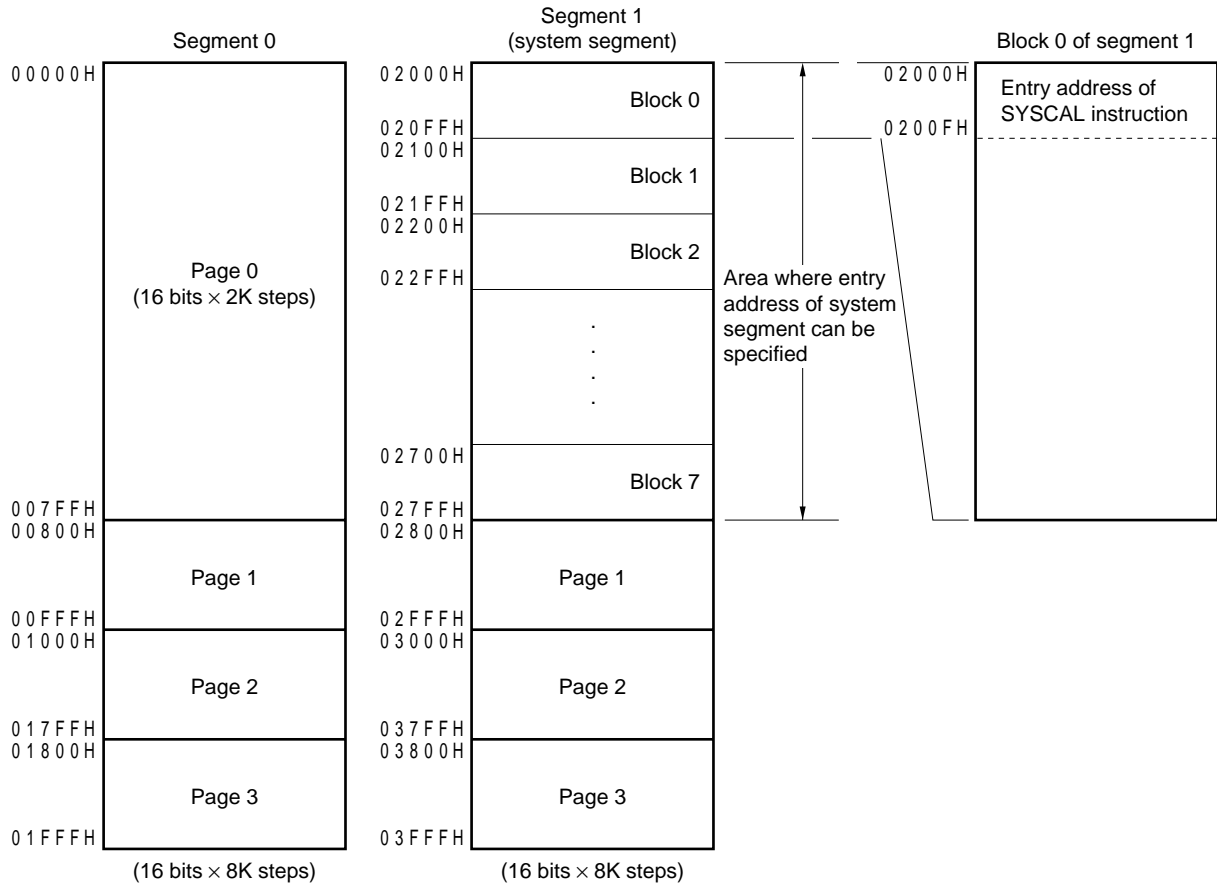 Segment 0
00000H
Page 0
(16 bits × 2K steps)
007FFH
00800H
Page 1
00FFFH
01000H
Page 2
017FFH
01800H
Page 3
01FFFH
(16 bits × 8K steps)
Segment 1
(system segment)
02000H
Block 0
020FFH
02100H
Block 1
021FFH
02200H
Block 2
022FFH
.
.
.
.
02700H
Block 7
027FFH
02800H
Page 1
02FFFH
03000H
Page 2
037FFH
03800H
Page 3
03FFFH
(16 bits × 8K steps)
Area where entry
address of system
segment can be
specified
Block 0 of segment 1
02000H
Entry address of
SYSCAL instruction
0200FH